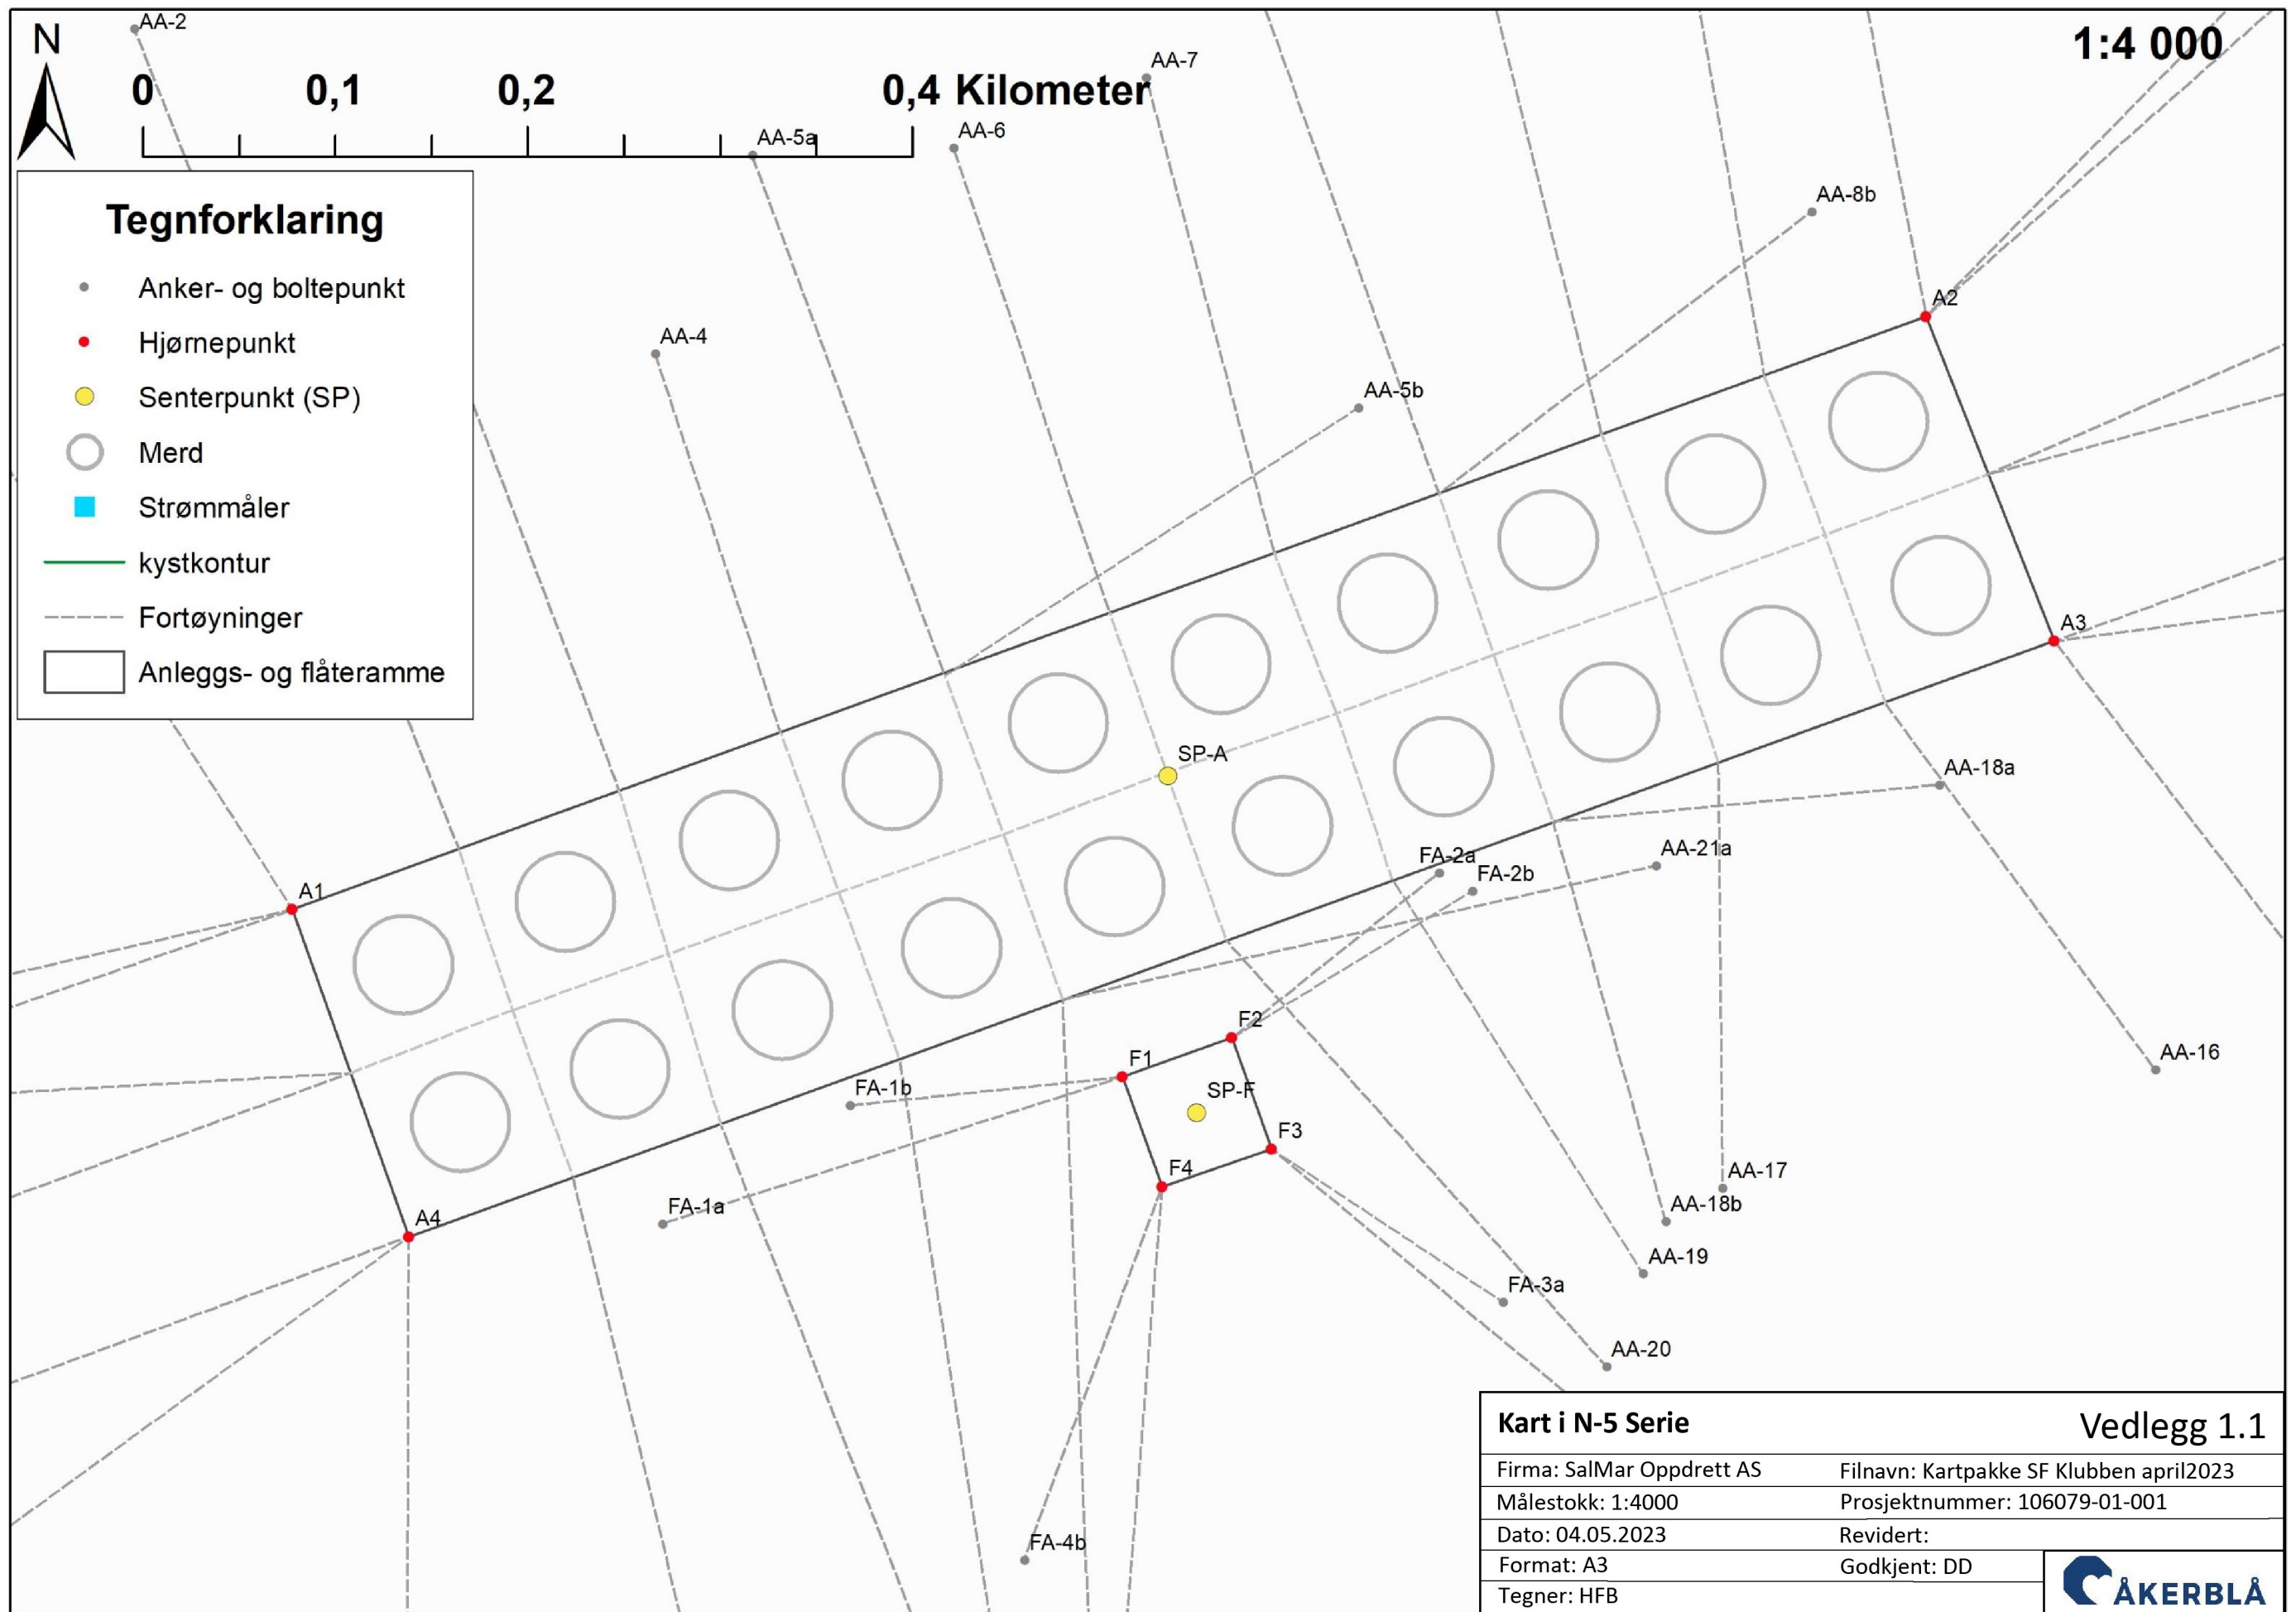 AA-2
N
1:4 000
0 0,1 0,2 0,4 Kilometer
AA-7
AA-6
AA-5a
AA-8b
Tegnforklaring
Anker- og boltepunkt
Hjørnepunkt
Senterpunkt (SP)
Merd
Strømmåler
kystkontur
Fortøyninger
Anleggs- og flåteramme
A2
AA-4
AA-5b
A3
SP-A
AA-18a
AA-21a
FA-2a
FA-2b
A1
F2
AA-16
F1
FA-1b
SP-F
F3
F4
AA-17
FA-1a
AA-18b
A4
AA-19
FA-3a
AA-20
FA-4b
Kart i N-5 Serie
Vedlegg 1.1
Firma: SalMar Oppdrett AS
Filnavn: Kartpakke SF Klubben april2023
Målestokk: 1:4000
Prosjektnummer: 106079-01-001
Dato: 04.05.2023
Revidert:
Format: A3
Godkjent: DD
Tegner: HFB
ÅKERBLÅ